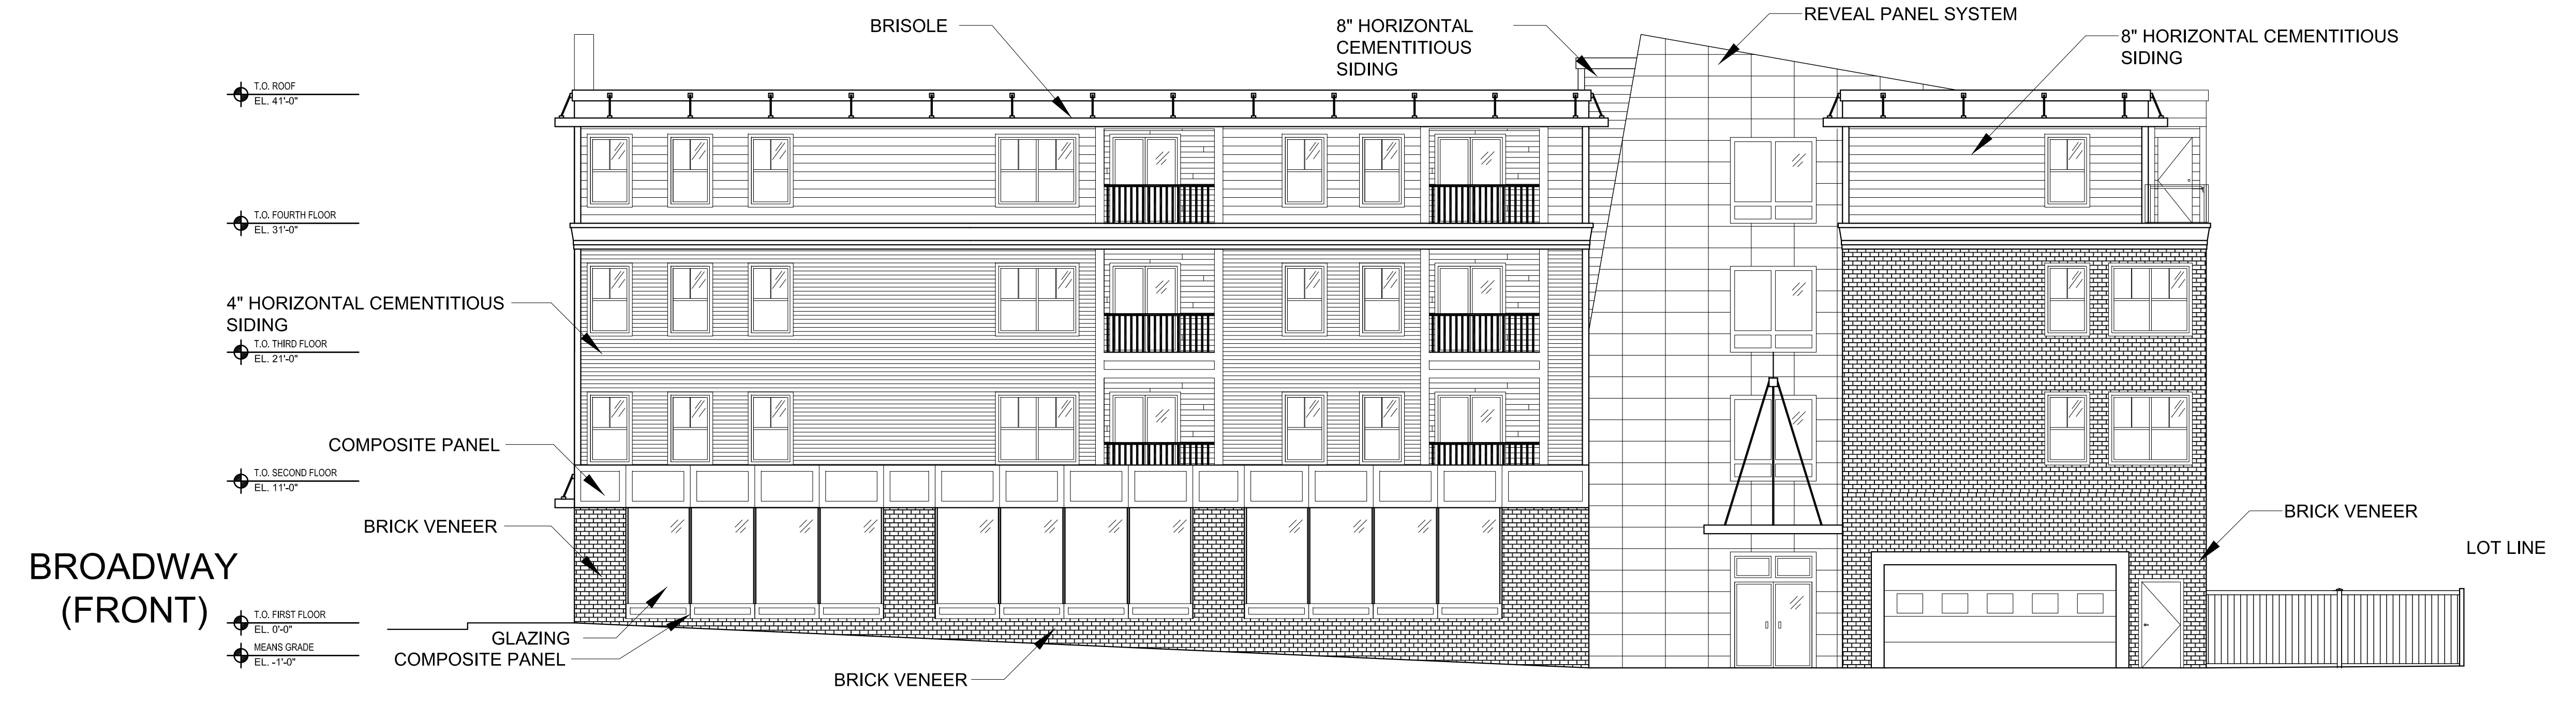 REVEAL PANEL SYSTEM
BRISOLE
8" HORIZONTAL
CEMENTITIOUS
SIDING
8" HORIZONTAL CEMENTITIOUS
SIDING
T.O. ROOF
EL. 41'-0"
T.O. FOURTH FLOOR
EL. 31'-0"
4" HORIZONTAL CEMENTITIOUS
SIDING
T.O. THIRD FLOOR
EL. 21'-0"
COMPOSITE PANEL
T.O. SECOND FLOOR
EL. 11'-0"
BRICK VENEER
BRICK VENEER
LOT LINE
BROADWAY
(FRONT)
T.O. FIRST FLOOR
EL. 0'-0"
GLAZING
MEANS GRADE
EL. -1'-0"
COMPOSITE PANEL
BRICK VENEER